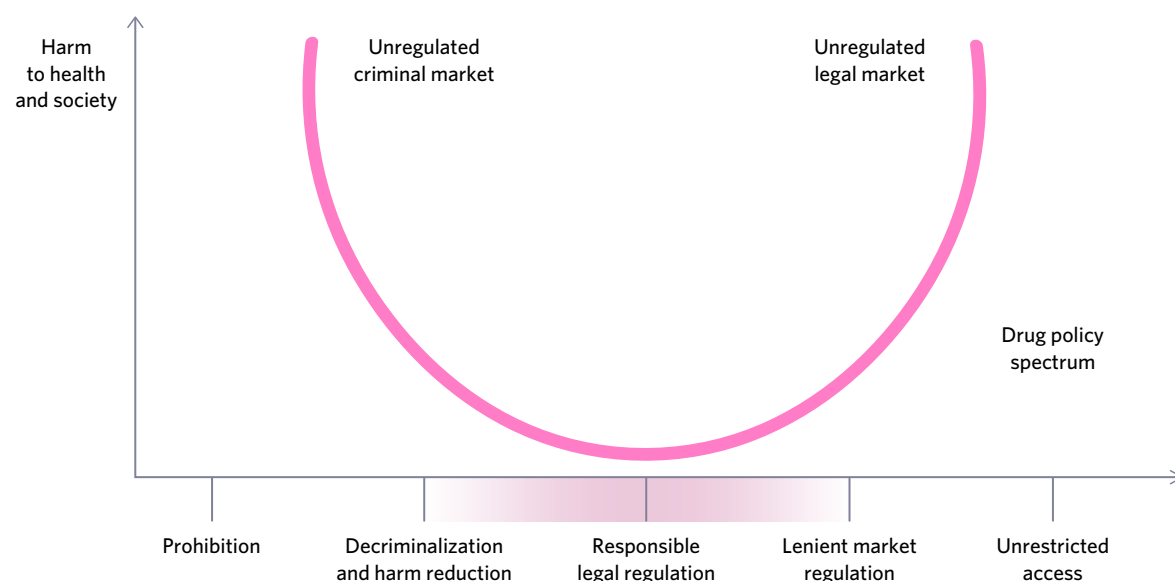 Harm
to health
and society
Unregulated
criminal market
Unregulated
legal market
Drug policy
spectrum
Prohibition
Decriminalization
and harm reduction
Responsible
legal regulation
Lenient market
regulation
Unrestricted
access